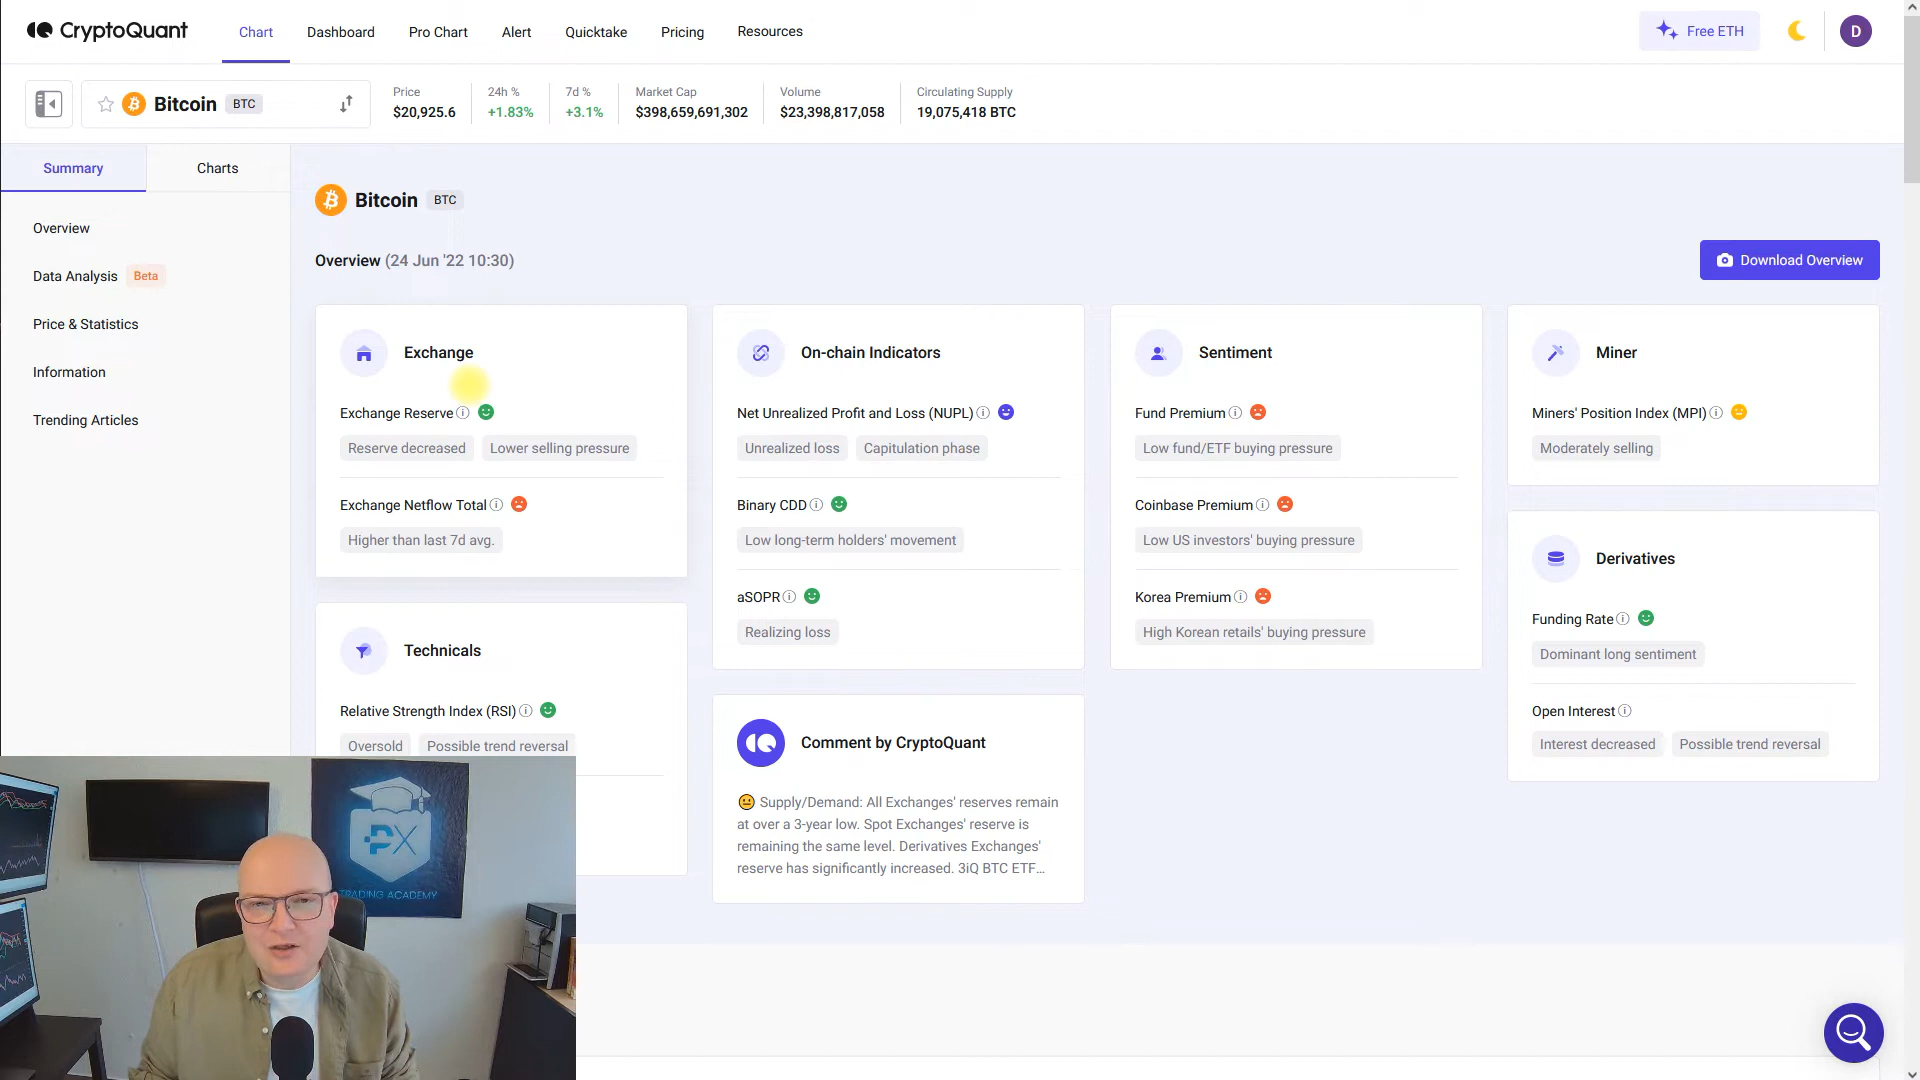 CryptoQuant
Chart
Dashboard
Pro Chart
Alert
Quicktake
Pricing
Resources
Free ETH
D
Bitcoin BTC
Price
$20,925.6
24h %
+1.83%
7d %
+3.1%
Market Cap
$398,659,691,302
Volume
$23,398,817,058
Circulating Supply
19,075,418 BTC
Summary
Charts
Overview
Data Analysis Beta
Price & Statistics
Information
Trending Articles
Bitcoin BTC
Overview (24 Jun '22 10:30)
Download Overview
Exchange
Exchange Reserve
Reserve decreased
Lower selling pressure
Exchange Netflow Total
Higher than last 7d avg.
Technicals
Relative Strength Index (RSI)
Oversold
Possible trend reversal
On-chain Indicators
Net Unrealized Profit and Loss (NUPL)
Unrealized loss
Capitulation phase
Binary CDD
Low long-term holders' movement
aSOPR
Realizing loss
Comment by CryptoQuant
Supply/Demand: All Exchanges' reserves remain
at over a 3-year low. Spot Exchanges' reserve is
remaining the same level. Derivatives Exchanges'
reserve has significantly increased. 3iQ BTC ETF...
Sentiment
Fund Premium
Low fund/ETF buying pressure
Coinbase Premium
Low US investors' buying pressure
Korea Premium
High Korean retails' buying pressure
Miner
Miners' Position Index (MPI)
Moderately selling
Derivatives
Funding Rate
Dominant long sentiment
Open Interest
Interest decreased
Possible trend reversal
PX
TRADING ACADEMY